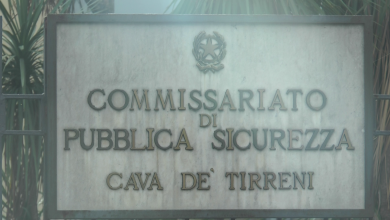 COMMISSARIATO
DI
PUBBLICA SICUREZZA
CAVA DE' TIRRENI